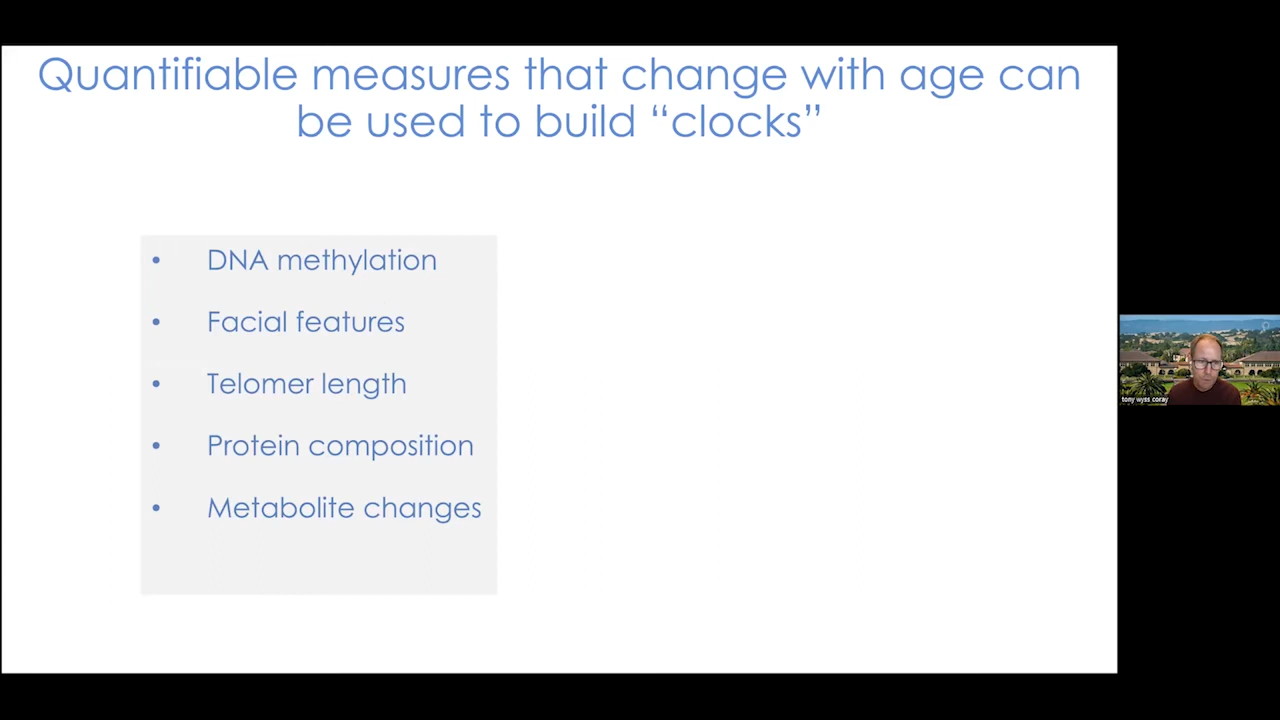 Quantifiable measures that change with age can
be used to build “clocks”
• DNA methylation
• Facial features
• Telomer length
• Protein composition
• Metabolite changes
tony wyss coray